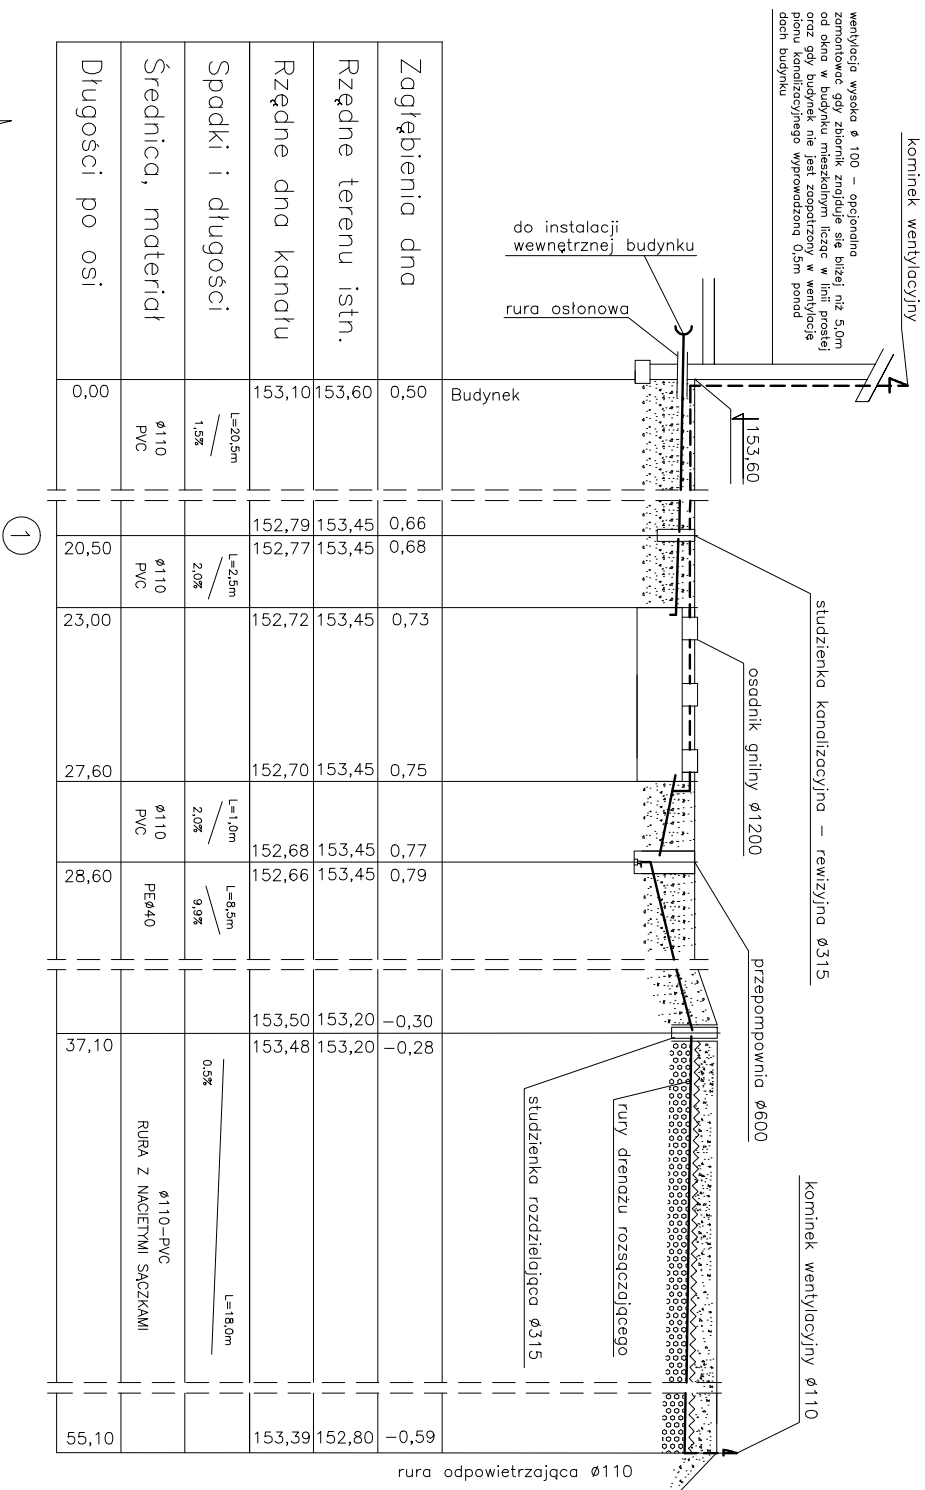 kominek wentylacyjny
wentylacja wysoka ø 100 – opcjonalna
zamontować gdy zbiornik znajduje się bliżej niż 5,0m
od okna w budynku mieszkalnym licząc w linii prostej
oraz gdy budynek nie jest zaopatrzony w wentylację
pionu kanalizacyjnego wyprowadzoną 0,5m ponad
dach budynku
do instalacji
wewnętrznej budynku
rura osłonowa
153,60
studzienka kanalizacyjna – rewizyjna ø315
osadnik gnilny ø1200
przepompownia ø600
studzienka rozdzielająca ø315
rury drenażu rozsączającego
kominek wentylacyjny ø110
rura odpowietrzająca ø110
Budynek
Zagłębienia dna
0,50
0,66
0,68
0,73
0,75
0,77
0,79
–0,30
–0,28
–0,59
Rzędne terenu istn.
153,60
153,45
153,45
153,45
153,45
153,45
153,45
153,20
153,20
152,80
Rzędne dna kanału
153,10
152,79
152,77
152,72
152,70
152,68
152,66
153,50
153,48
153,39
Spadki i długości
L=20,5m
1,5%
L=2,5m
2,0%
L=1,0m
2,0%
L=8,5m
9,9%
0.5%
L=18,0m
Średnica, materiał
ø110
PVC
ø110
PVC
ø110
PVC
PEø40
ø110–PVC
RURA Z NACIETYMI SĄCZKAMI
Długości po osi
0,00
20,50
23,00
27,60
28,60
37,10
55,10
1